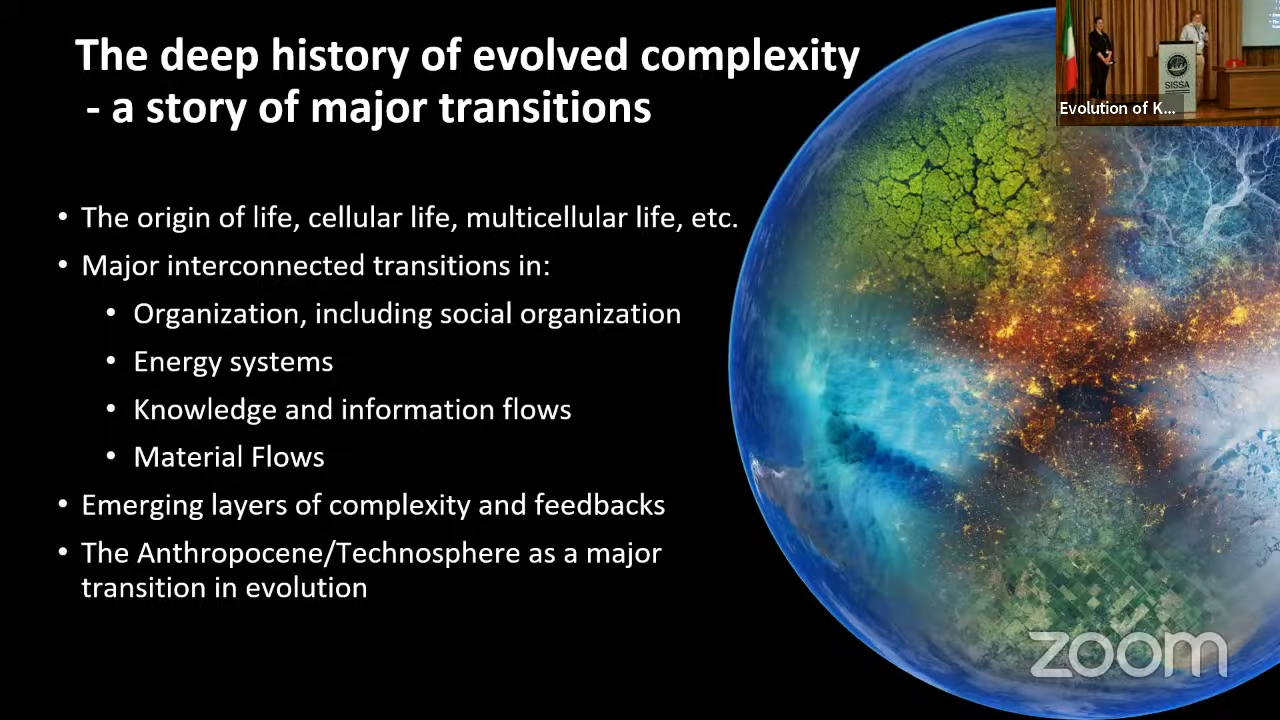 The deep history of evolved complexity
- a story of major transitions
• The origin of life, cellular life, multicellular life, etc.
• Major interconnected transitions in:
• Organization, including social organization
• Energy systems
• Knowledge and information flows
• Material Flows
• Emerging layers of complexity and feedbacks
• The Anthropocene/Technosphere as a major
transition in evolution
SISSA
Evolution of K...
zoom